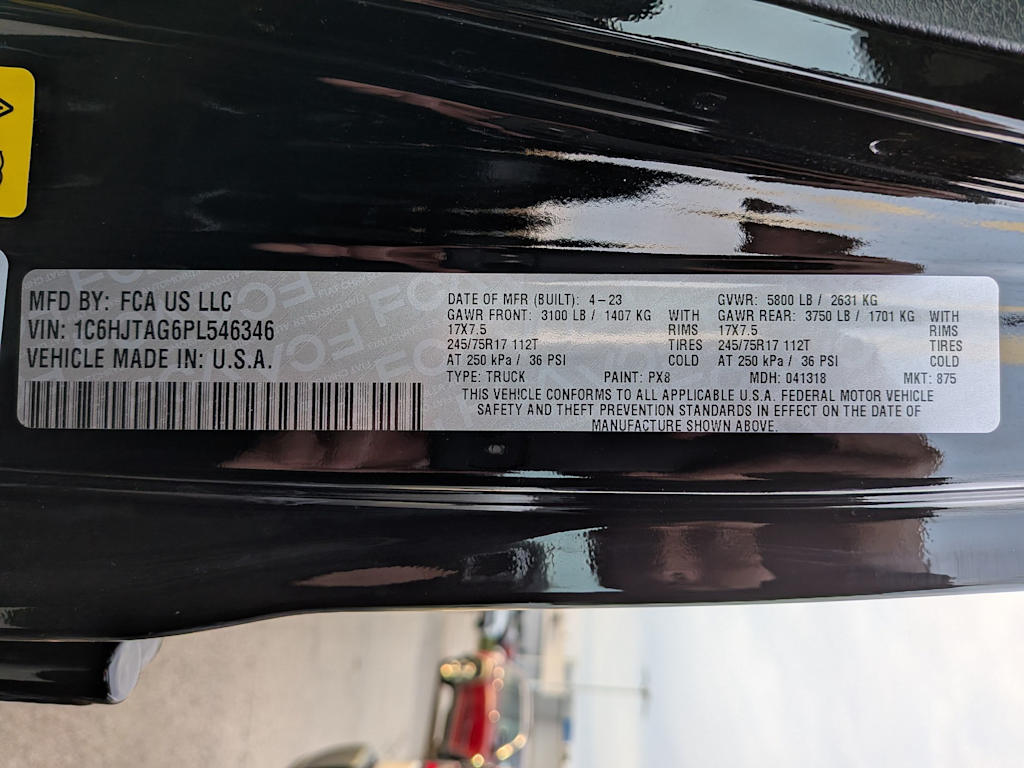 MFD BY: FCA US LLC
VIN: 1C6HJTAG6PL546346
VEHICLE MADE IN: U.S.A.
DATE OF MFR (BUILT): 4-23 GVWR: 5800 LB / 2631 KG
GAWR FRONT: 3100 LB / 1407 KG WITH GAWR REAR: 3750 LB / 1701 KG WITH
17X7.5 RIMS 17X7.5 RIMS
245/75R17 112T TIRES 245/75R17 112T TIRES
AT 250 kPa / 36 PSI COLD AT 250 kPa / 36 PSI COLD
TYPE: TRUCK PAINT: PX8 MDH: 041318 MKT: 875
THIS VEHICLE CONFORMS TO ALL APPLICABLE U.S.A. FEDERAL MOTOR VEHICLE
SAFETY AND THEFT PREVENTION STANDARDS IN EFFECT ON THE DATE OF
MANUFACTURE SHOWN ABOVE.